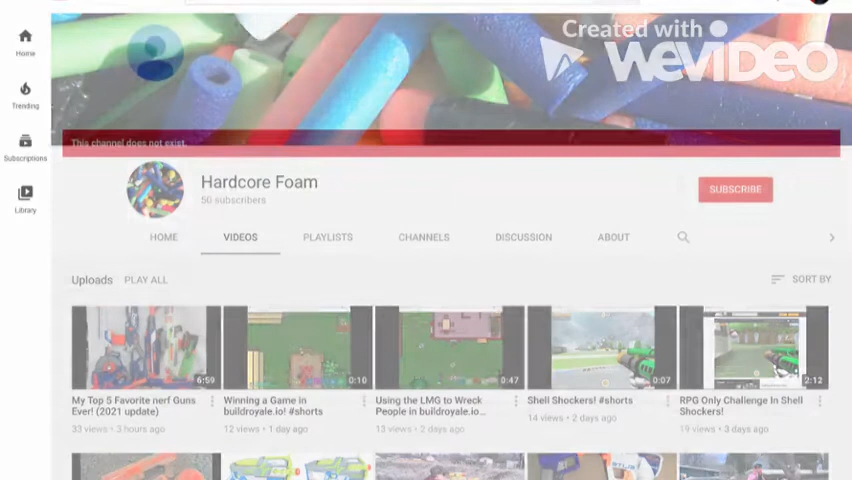 Created with
WeVideo
Home
This channel does not exist.
Trending
Hardcore Foam
50 subscribers
SUBSCRIBE
Subscriptions
Library
HOME VIDEOS PLAYLISTS CHANNELS DISCUSSION ABOUT
Uploads PLAY ALL SORT BY
6:59 0:10 0:47 0:07 2:12
My Top 5 Favorite nerf Guns
Ever! (2021 update)
33 views • 3 hours ago
Winning a Game in
buildroyale.io! #shorts
12 views • 1 day ago
Using the LMG to Wreck
People in buildroyale.io...
13 views • 2 days ago
Shell Shockers! #shorts
14 views • 2 days ago
RPG Only Challenge In Shell
Shockers!
19 views • 3 days ago